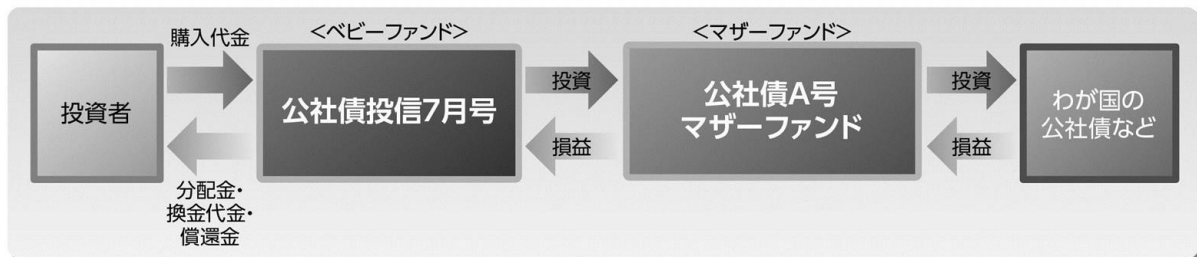 投資者
購入代金
分配金・
換金代金・
償還金
<ベビーファンド>
公社債投信7月号
投資
損益
<マザーファンド>
公社債A号
マザーファンド
投資
損益
わが国の
公社債など